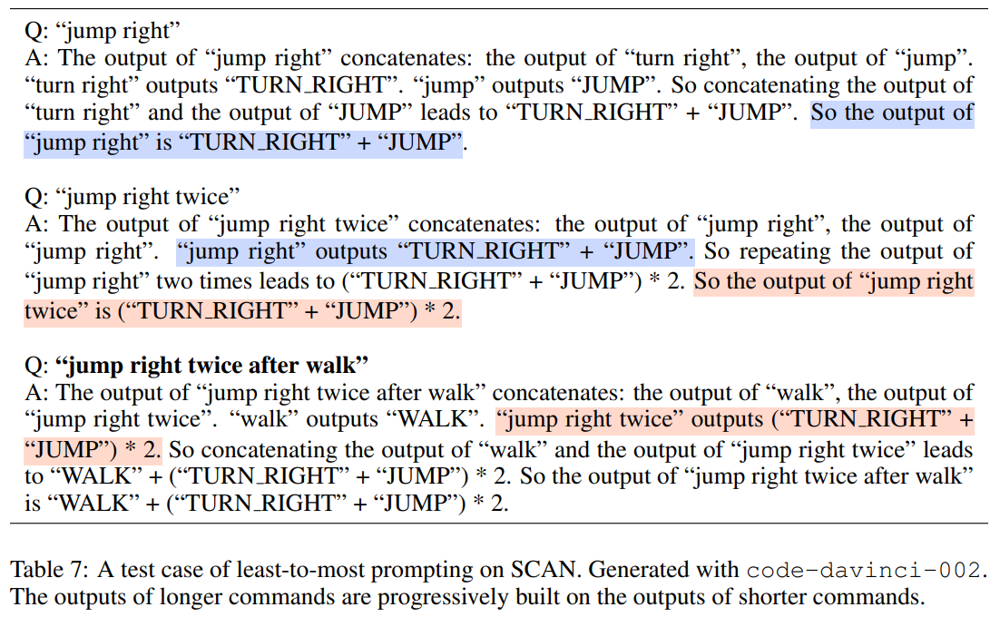 Q: “jump right”
A: The output of “jump right” concatenates: the output of “turn right”, the output of “jump”.
“turn right” outputs “TURN_RIGHT”. “jump” outputs “JUMP”. So concatenating the output of
“turn right” and the output of “JUMP” leads to “TURN_RIGHT” + “JUMP”. So the output of
“jump right” is “TURN_RIGHT” + “JUMP”.
Q: “jump right twice”
A: The output of “jump right twice” concatenates: the output of “jump right”, the output of
“jump right”. “jump right” outputs “TURN_RIGHT” + “JUMP”. So repeating the output of
“jump right” two times leads to (“TURN_RIGHT” + “JUMP”) * 2. So the output of “jump right
twice” is (“TURN_RIGHT” + “JUMP”) * 2.
Q: “jump right twice after walk”
A: The output of “jump right twice after walk” concatenates: the output of “walk”, the output of
“jump right twice”. “walk” outputs “WALK”. “jump right twice” outputs (“TURN_RIGHT” +
“JUMP”) * 2. So concatenating the output of “walk” and the output of “jump right twice” leads
to “WALK” + (“TURN_RIGHT” + “JUMP”) * 2. So the output of “jump right twice after walk”
is “WALK” + (“TURN_RIGHT” + “JUMP”) * 2.
Table 7: A test case of least-to-most prompting on SCAN. Generated with code-davinci-002.
The outputs of longer commands are progressively built on the outputs of shorter commands.